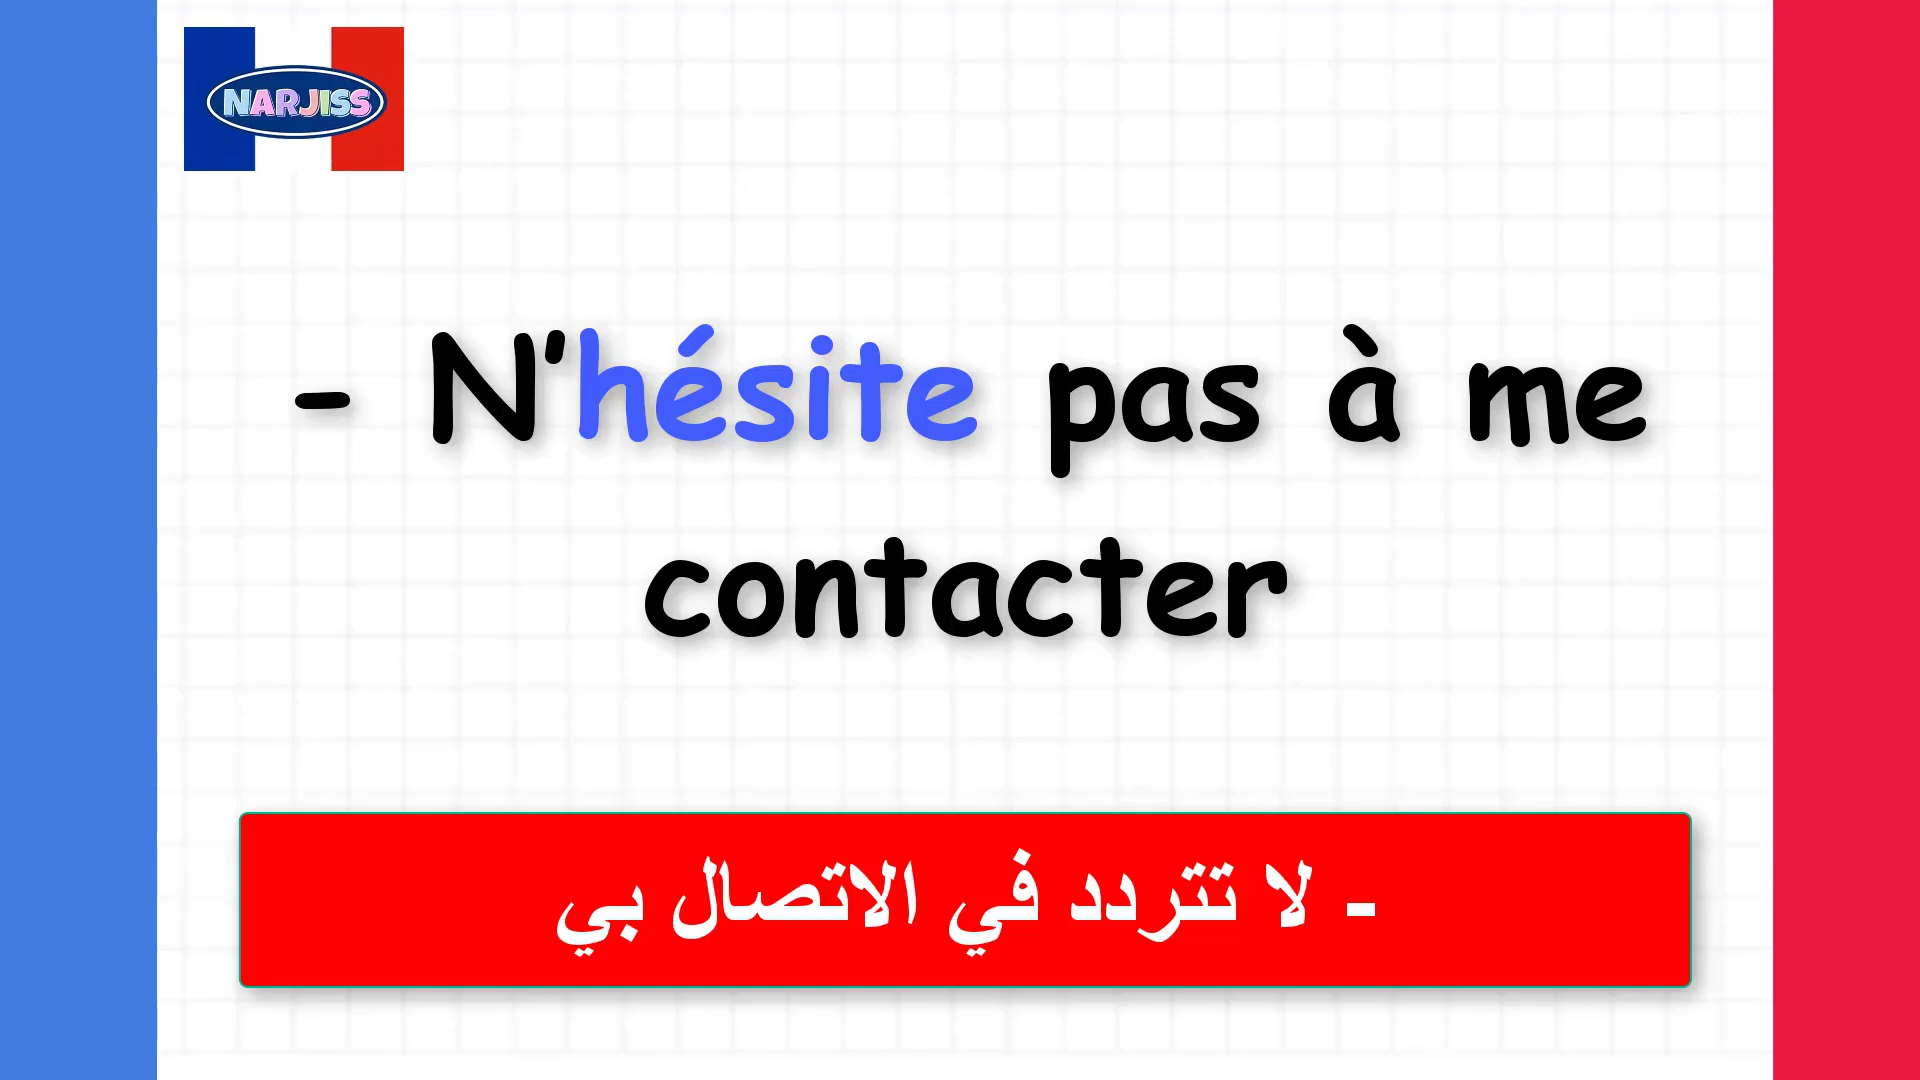 NARJISS
- N'hésite pas à me
contacter
- لا تتردد في الاتصال بي